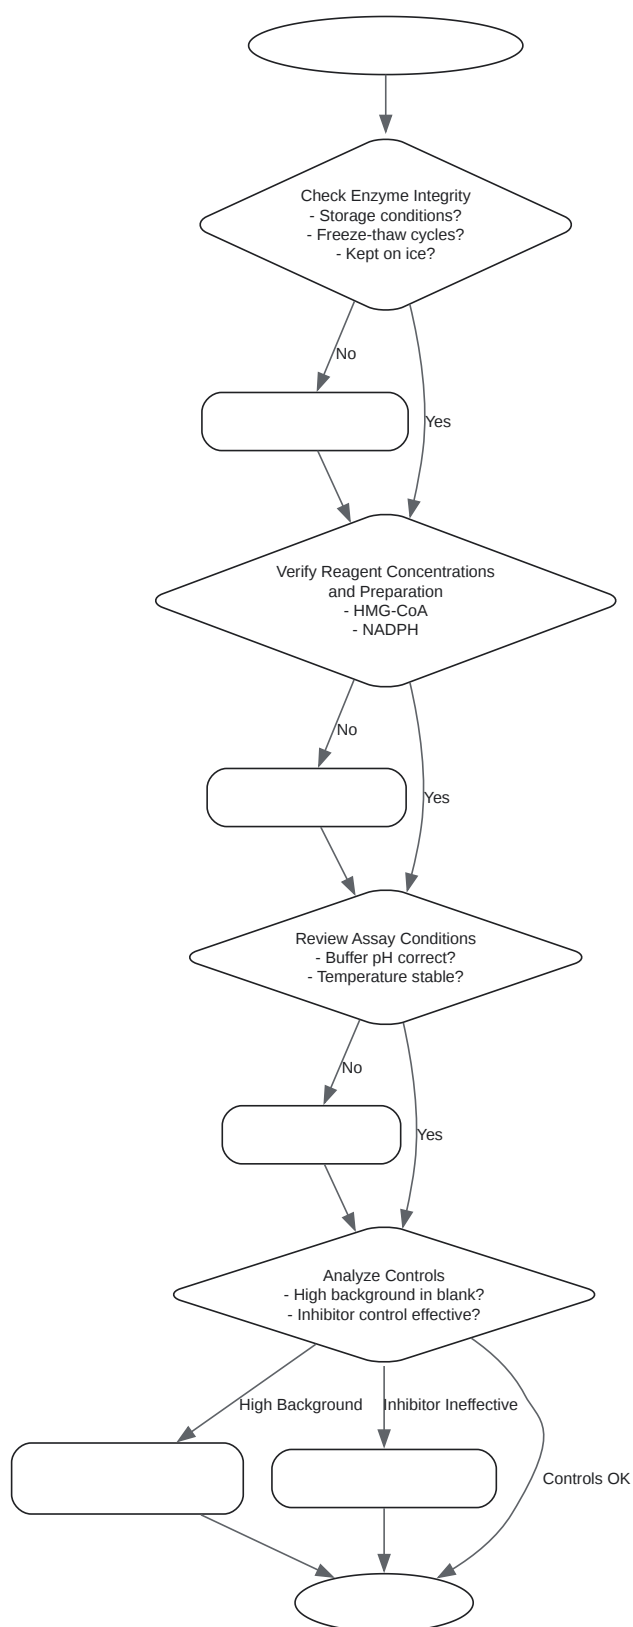 Check Enzyme Integrity
- Storage conditions?
- Freeze-thaw cycles?
- Kept on ice?
No
Yes
Verify Reagent Concentrations
and Preparation
- HMG-CoA
- NADPH
No
Yes
Review Assay Conditions
- Buffer pH correct?
- Temperature stable?
No
Yes
Analyze Controls
- High background in blank?
- Inhibitor control effective?
High Background
Inhibitor Ineffective
Controls OK